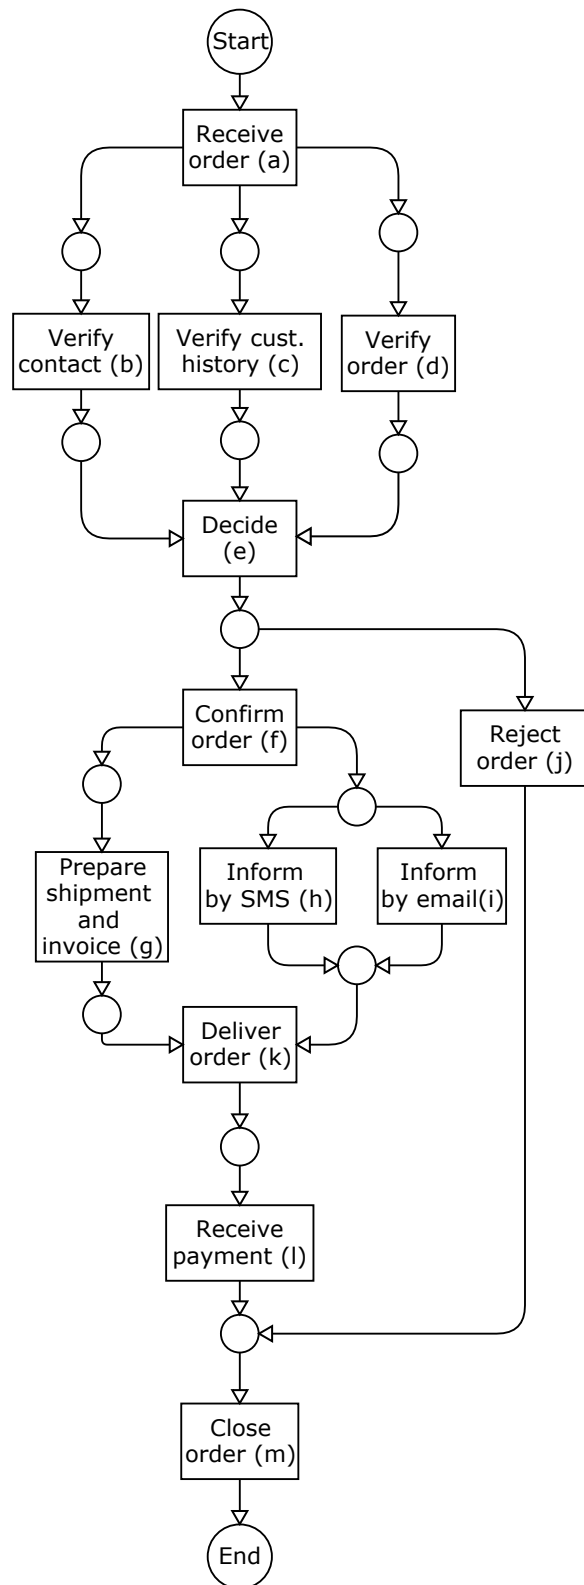 Start
Receive
order (a)
Verify
contact (b)
Verify cust.
history (c)
Verify
order (d)
Decide
(e)
Confirm
order (f)
Reject
order (j)
Prepare
shipment
and
invoice (g)
Inform
by SMS (h)
Inform
by email(i)
Deliver
order (k)
Receive
payment (l)
Close
order (m)
End